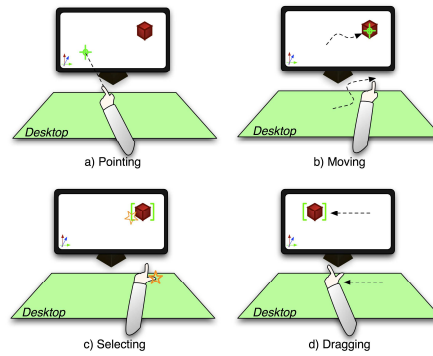 Desktop
a) Pointing
Desktop
b) Moving
Desktop
c) Selecting
Desktop
d) Dragging